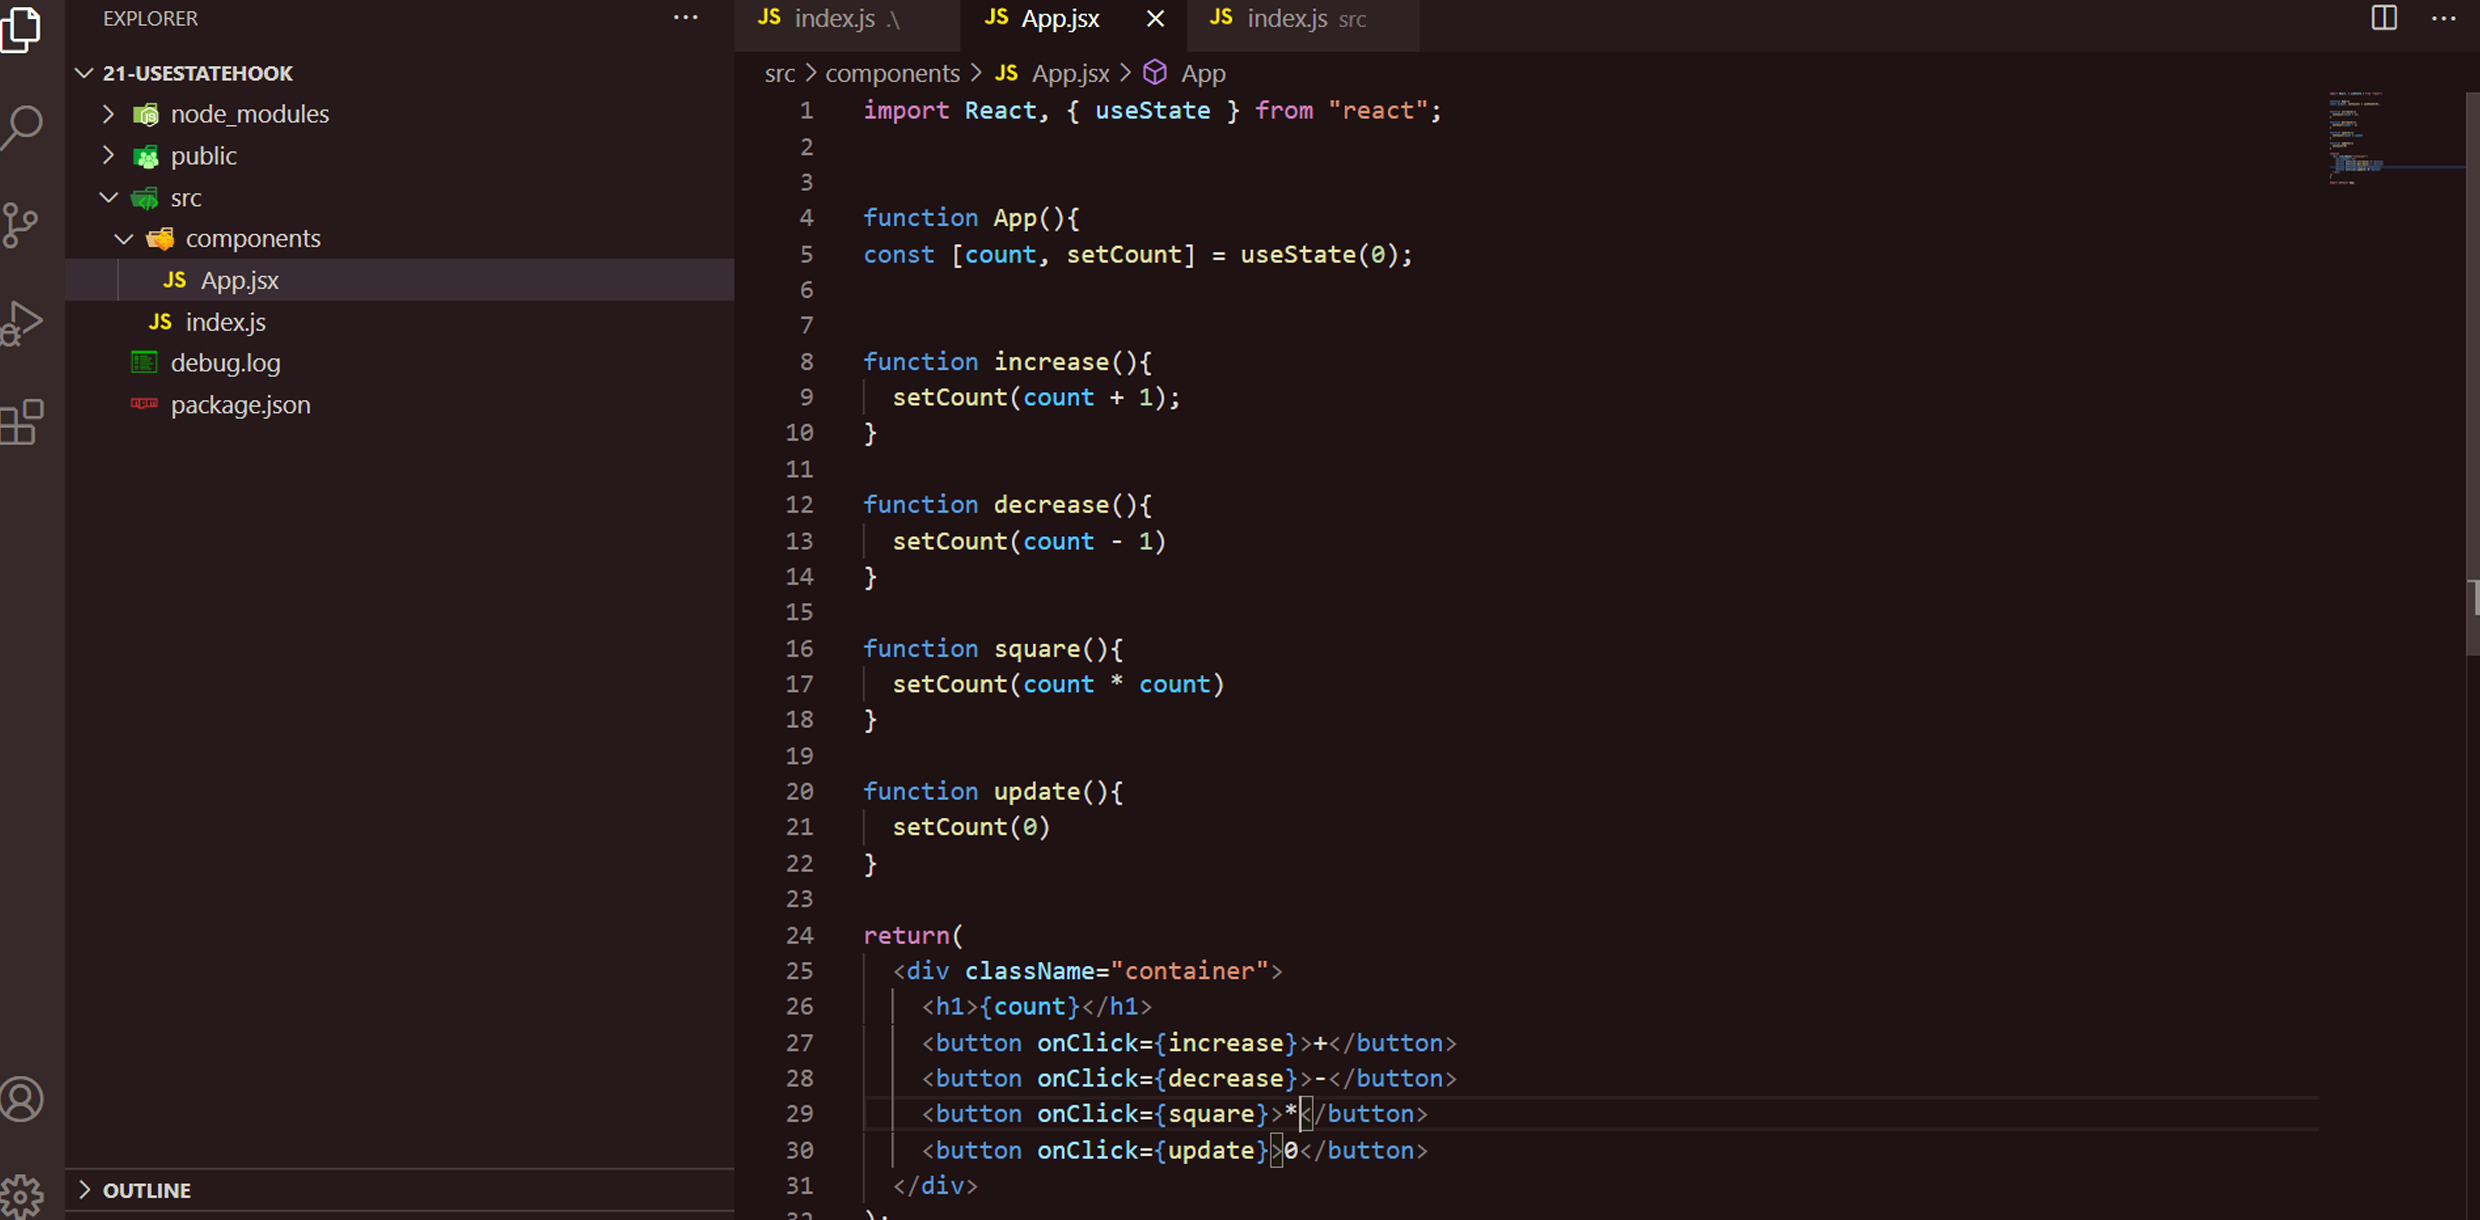 EXPLORER
21-USESTATEHOOK
node_modules
public
src
components
JS App.jsx
JS index.js
debug.log
package.json
OUTLINE
JS index.js .\
JS App.jsx
JS index.js src
src > components > JS App.jsx > App
1 import React, { useState } from "react";
2
3
4 function App(){
5 const [count, setCount] = useState(0);
6
7
8 function increase(){
9 setCount(count + 1);
10 }
11
12 function decrease(){
13 setCount(count - 1)
14 }
15
16 function square(){
17 setCount(count * count)
18 }
19
20 function update(){
21 setCount(0)
22 }
23
24 return(
25 <div className="container">
26 <h1>{count}</h1>
27 <button onClick={increase}>+</button>
28 <button onClick={decrease}>-</button>
29 <button onClick={square}>*</button>
30 <button onClick={update}>0</button>
31 </div>
32 );